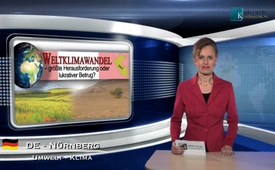 WELTKLIMAWANDEL
– größte Herausforderung oder
lukrativer Betrug?
DE - NÜRNBERG
UMWELT - KLIMA